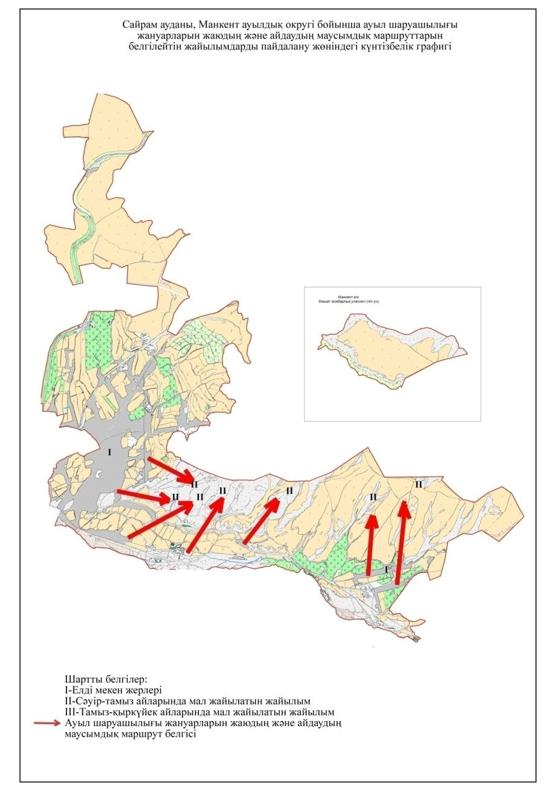 Сайрам ауданы, Манкент ауылдық округі бойынша ауыл шаруашылығы
жануарларын жаюдың және айдаудың маусымдық маршруттарын
белгілейтін жайылымдарды пайдалану жөніндегі күнтізбелік графигі
Манкент а/о
I
II
II
II
II
II
II
II
I
Шартты белгілер:
I-Елді мекен жерлері
II-Сәуір-тамыз айларында мал жайылатын жайылым
III-Тамыз-қыркүйек айларында мал жайылатын жайылым
Ауыл шаруашылығы жануарларын жаюдың және айдаудың
маусымдық маршрут белгісі